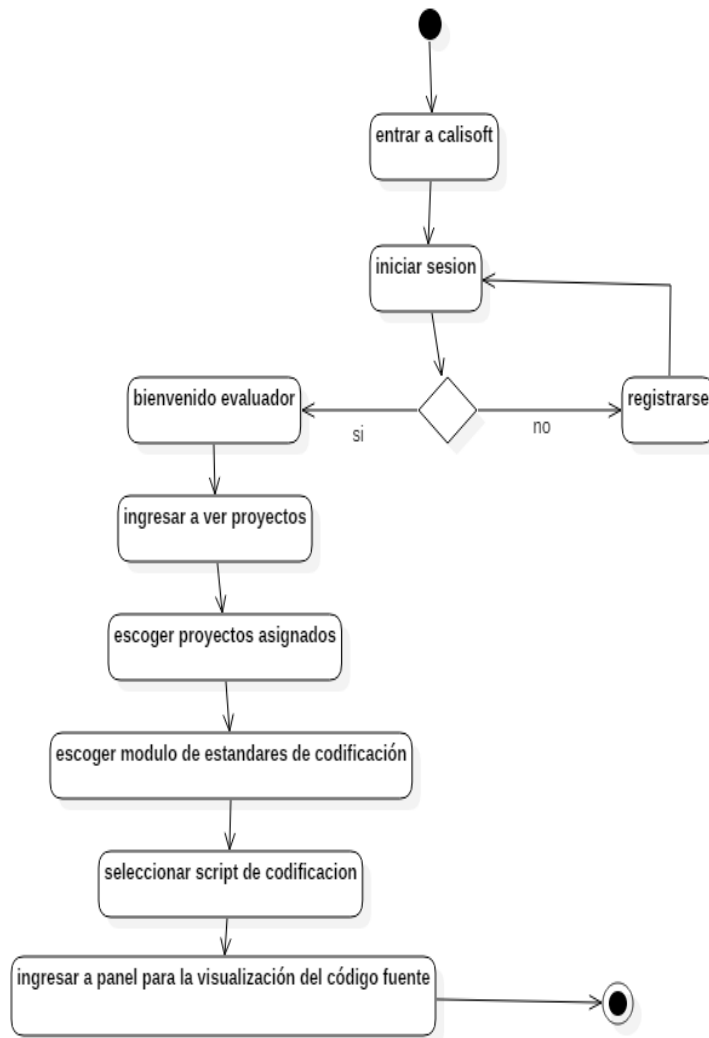 entrar a calisoft
iniciar sesion
bienvenido evaluador
si
no
registrarse
ingresar a ver proyectos
escoger proyectos asignados
escoger modulo de estandares de codificación
seleccionar script de codificacion
ingresar a panel para la visualización del código fuente